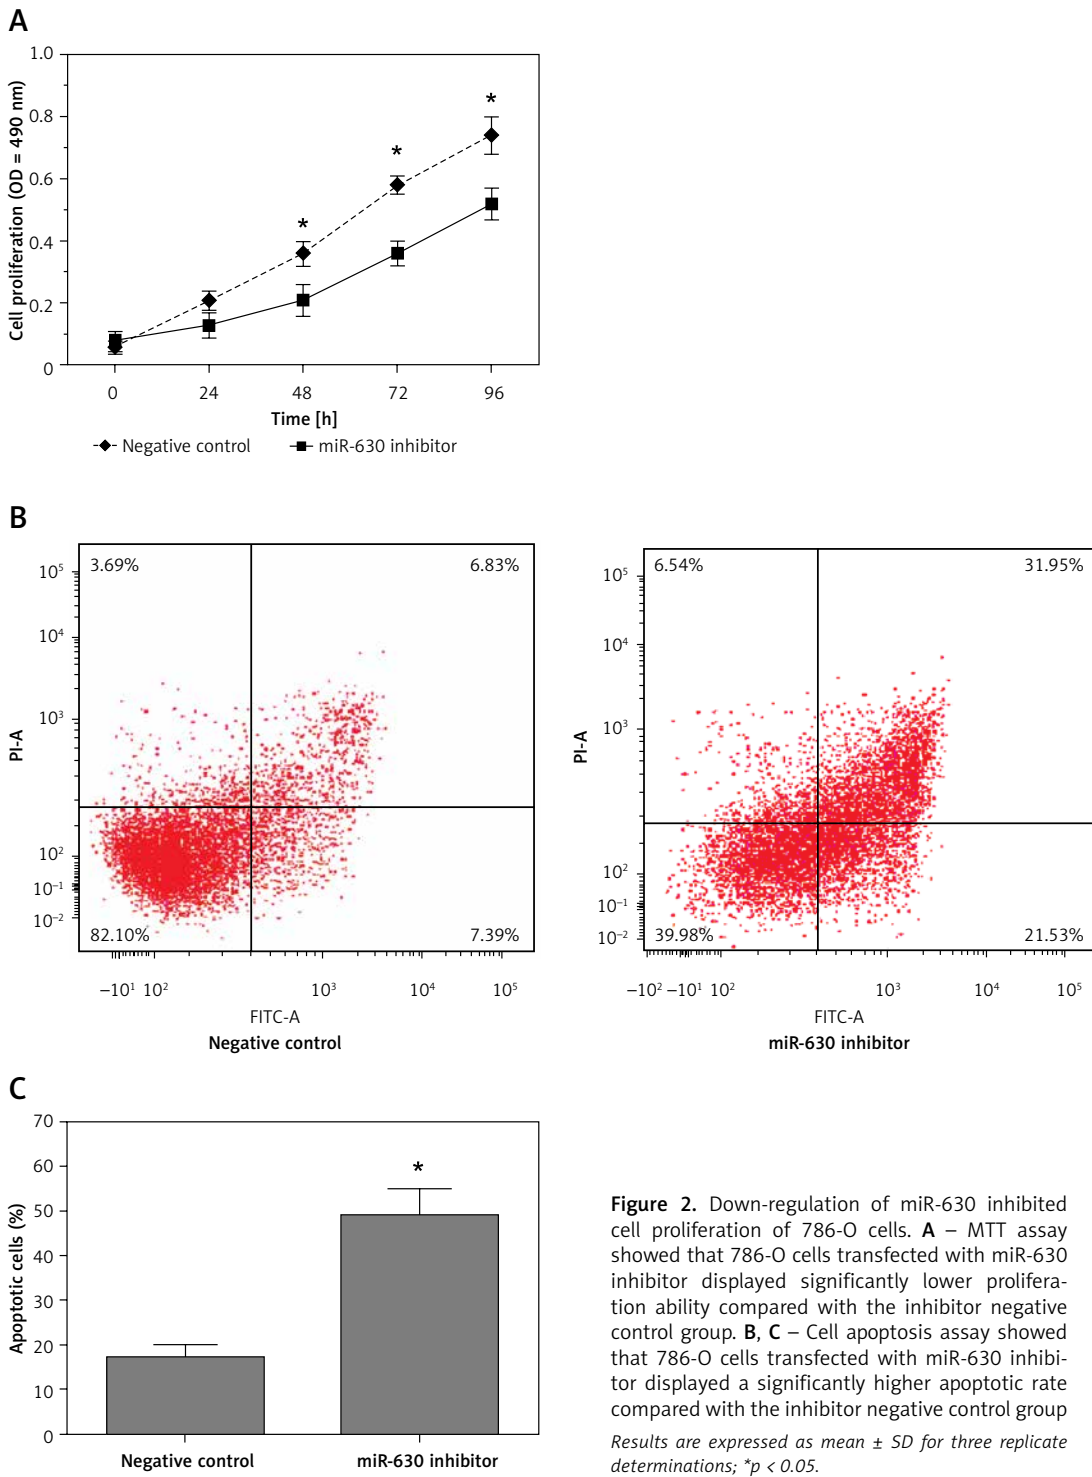 A
Cell proliferation (OD = 490 nm)
1.0
0.8
0.6
0.4
0.2
0
*
*
*
0 24 48 72 96
Time [h]
Negative control miR-630 inhibitor
B
PI-A
10⁵
10⁴
10³
10²
10⁻¹
10⁻²
3.69% 6.83%
82.10% 7.39%
−10¹ 10² 10³ 10⁴ 10⁵
FITC-A
Negative control
PI-A
10⁵
10⁴
10³
10²
10⁻¹
10⁻²
6.54% 31.95%
39.98% 21.53%
−10² −10¹ 10² 10³ 10⁴ 10⁵
FITC-A
miR-630 inhibitor
C
Apoptotic cells (%)
70
60
50
40
30
20
10
0
*
Negative control miR-630 inhibitor
Figure 2. Down-regulation of miR-630 inhibited
cell proliferation of 786-O cells. A – MTT assay
showed that 786-O cells transfected with miR-630
inhibitor displayed significantly lower prolifera-
tion ability compared with the inhibitor negative
control group. B, C – Cell apoptosis assay showed
that 786-O cells transfected with miR-630 inhibi-
tor displayed a significantly higher apoptotic rate
compared with the inhibitor negative control group
Results are expressed as mean ± SD for three replicate
determinations; *p < 0.05.